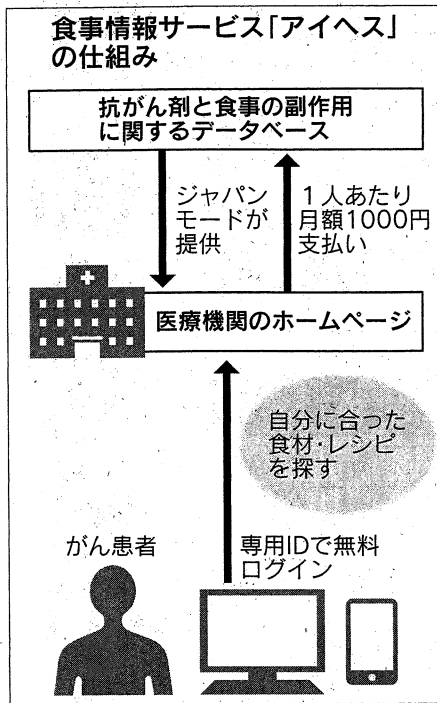 食事情報サービス「アイヘス」
の仕組み
抗がん剤と食事の副作用
に関するデータベース
ジャパン
モードが
提供
1人あたり
月額1000円
支払い
医療機関のホームページ
自分に合った
食材・レシピ
を探す
がん患者
専用IDで無料
ログイン